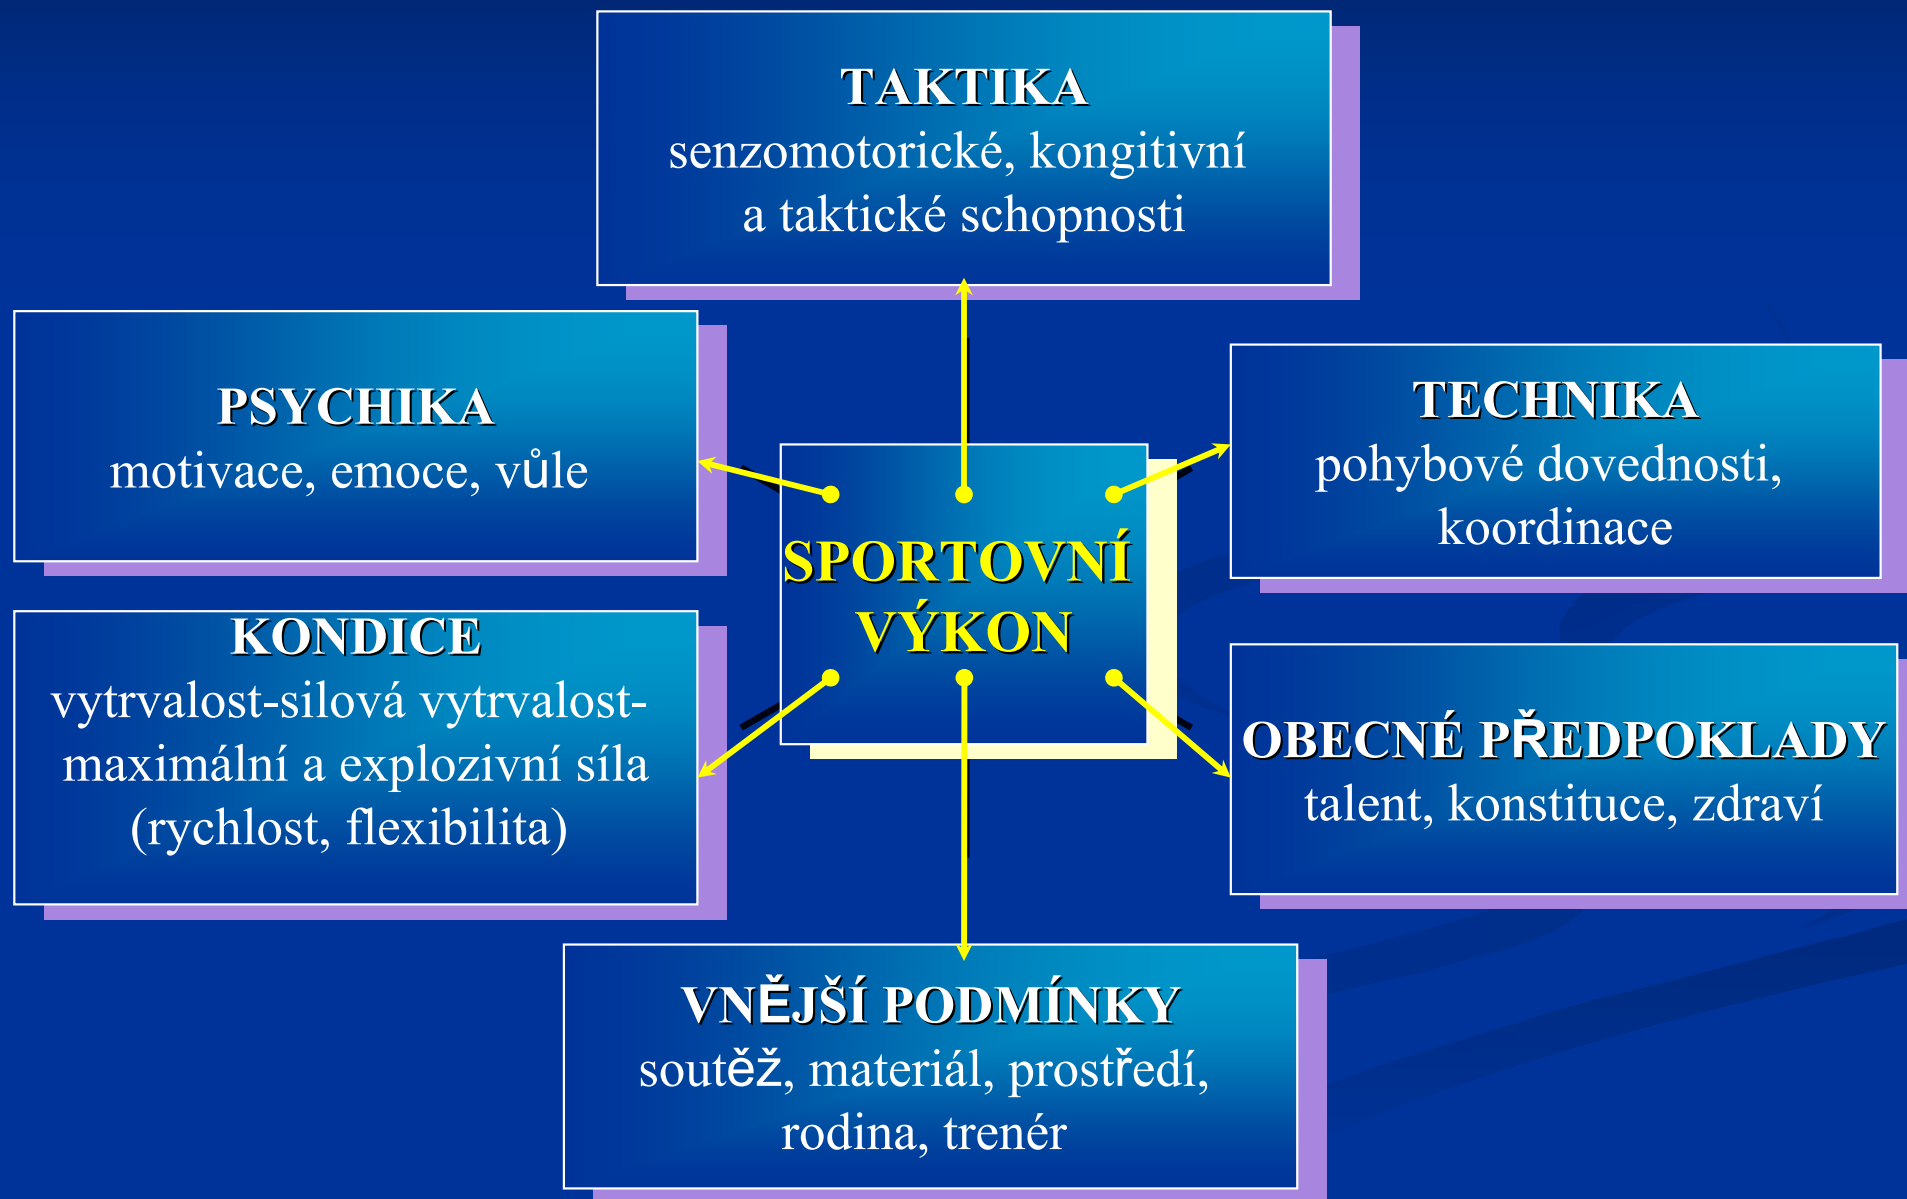 TAKTIKA
senzomotorické, kongitivní
a taktické schopnosti
PSYCHIKA
motivace, emoce, vůle
TECHNIKA
pohybové dovednosti,
koordinace
SPORTOVNÍ
VÝKON
KONDICE
vytrvalost-silová vytrvalost-
maximální a explozivní síla
(rychlost, flexibilita)
OBECNÉ PŘEDPOKLADY
talent, konstituce, zdraví
VNĚJŠÍ PODMÍNKY
soutěž, materiál, prostředí,
rodina, trenér